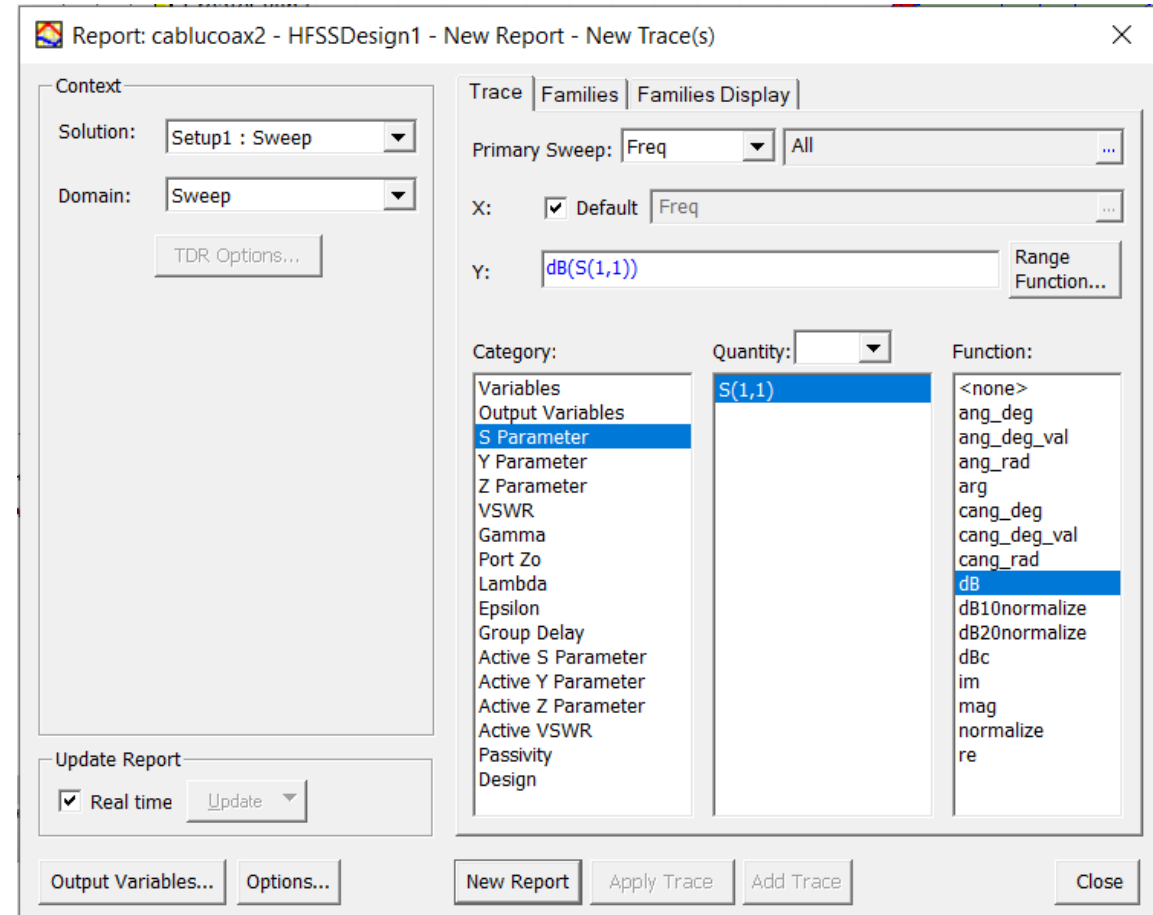 Report: cablucoax2 - HFSSDesign1 - New Report - New Trace(s)
Context
Solution: Setup1 : Sweep
Domain: Sweep
TDR Options...
Update Report
Real time Update
Output Variables... Options...
Trace Families Families Display
Primary Sweep: Freq All ...
X: Default Freq ...
Y: dB(S(1,1)) Range Function...
Category:
Variables
Output Variables
S Parameter
Y Parameter
Z Parameter
VSWR
Gamma
Port Zo
Lambda
Epsilon
Group Delay
Active S Parameter
Active Y Parameter
Active Z Parameter
Active VSWR
Passivity
Design
Quantity:
S(1,1)
Function:
<none>
ang_deg
ang_deg_val
ang_rad
arg
cang_deg
cang_deg_val
cang_rad
dB
dB10normalize
dB20normalize
dBc
im
mag
normalize
re
New Report Apply Trace Add Trace Close